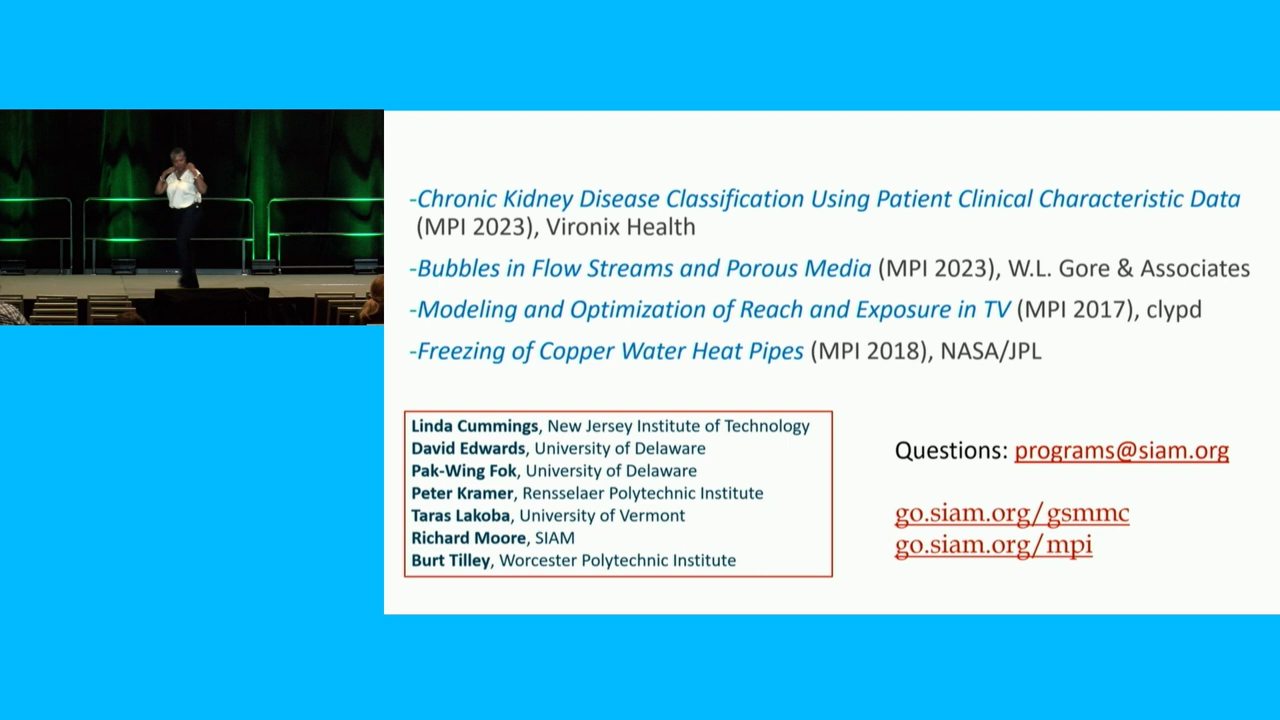 -Chronic Kidney Disease Classification Using Patient Clinical Characteristic Data
(MPI 2023), Vironix Health
-Bubbles in Flow Streams and Porous Media (MPI 2023), W.L. Gore & Associates
-Modeling and Optimization of Reach and Exposure in TV (MPI 2017), clypd
-Freezing of Copper Water Heat Pipes (MPI 2018), NASA/JPL
Linda Cummings, New Jersey Institute of Technology
David Edwards, University of Delaware
Pak-Wing Fok, University of Delaware
Peter Kramer, Rensselaer Polytechnic Institute
Taras Lakoba, University of Vermont
Richard Moore, SIAM
Burt Tilley, Worcester Polytechnic Institute
Questions: programs@siam.org
go.siam.org/gsmmc
go.siam.org/mpi